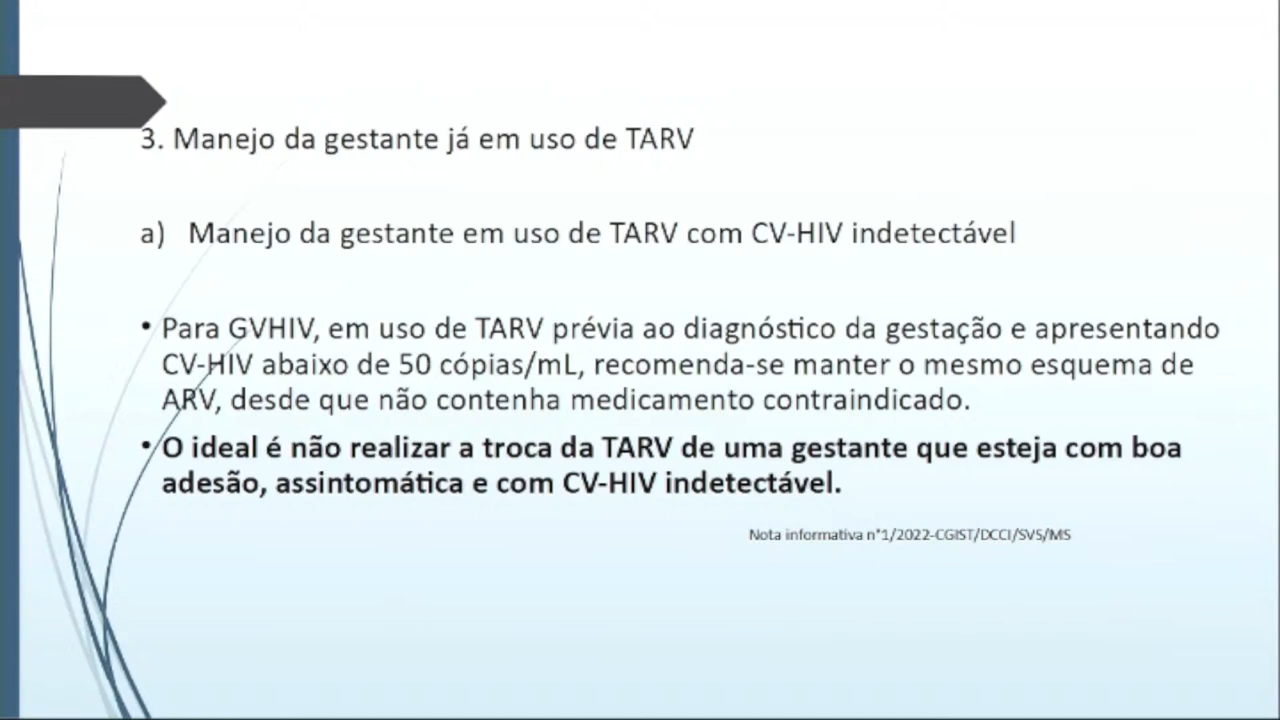 3. Manejo da gestante já em uso de TARV
a) Manejo da gestante em uso de TARV com CV-HIV indetectável
• Para GVHIV, em uso de TARV prévia ao diagnóstico da gestação e apresentando
CV-HIV abaixo de 50 cópias/mL, recomenda-se manter o mesmo esquema de
ARV, desde que não contenha medicamento contraindicado.
• O ideal é não realizar a troca da TARV de uma gestante que esteja com boa
adesão, assintomática e com CV-HIV indetectável.
Nota informativa n°1/2022-CGIST/DCCI/SVS/MS